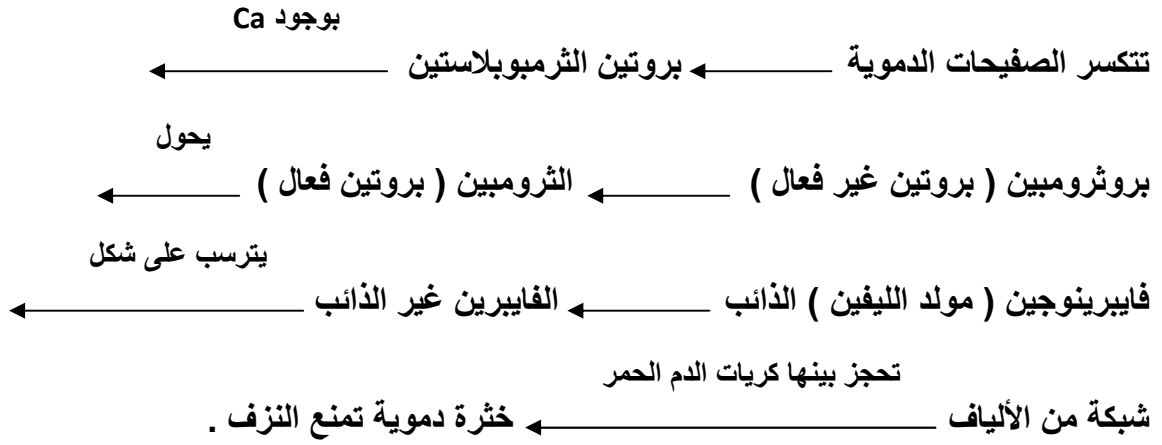 بوجود Ca
تتكسر الصفيحات الدموية ← بروتين الثرمبوبلاستين ←
يحول
بروثرومبين ( بروتين غير فعال ) ← الثرومبين ( بروتين فعال ) ←
يترسب على شكل
فايبرينوجين ( مولد الليفين ) الذائب ← الفايبرين غير الذائب ←
تحجز بينها كريات الدم الحمر
شبكة من الألياف ← خثرة دموية تمنع النزف .